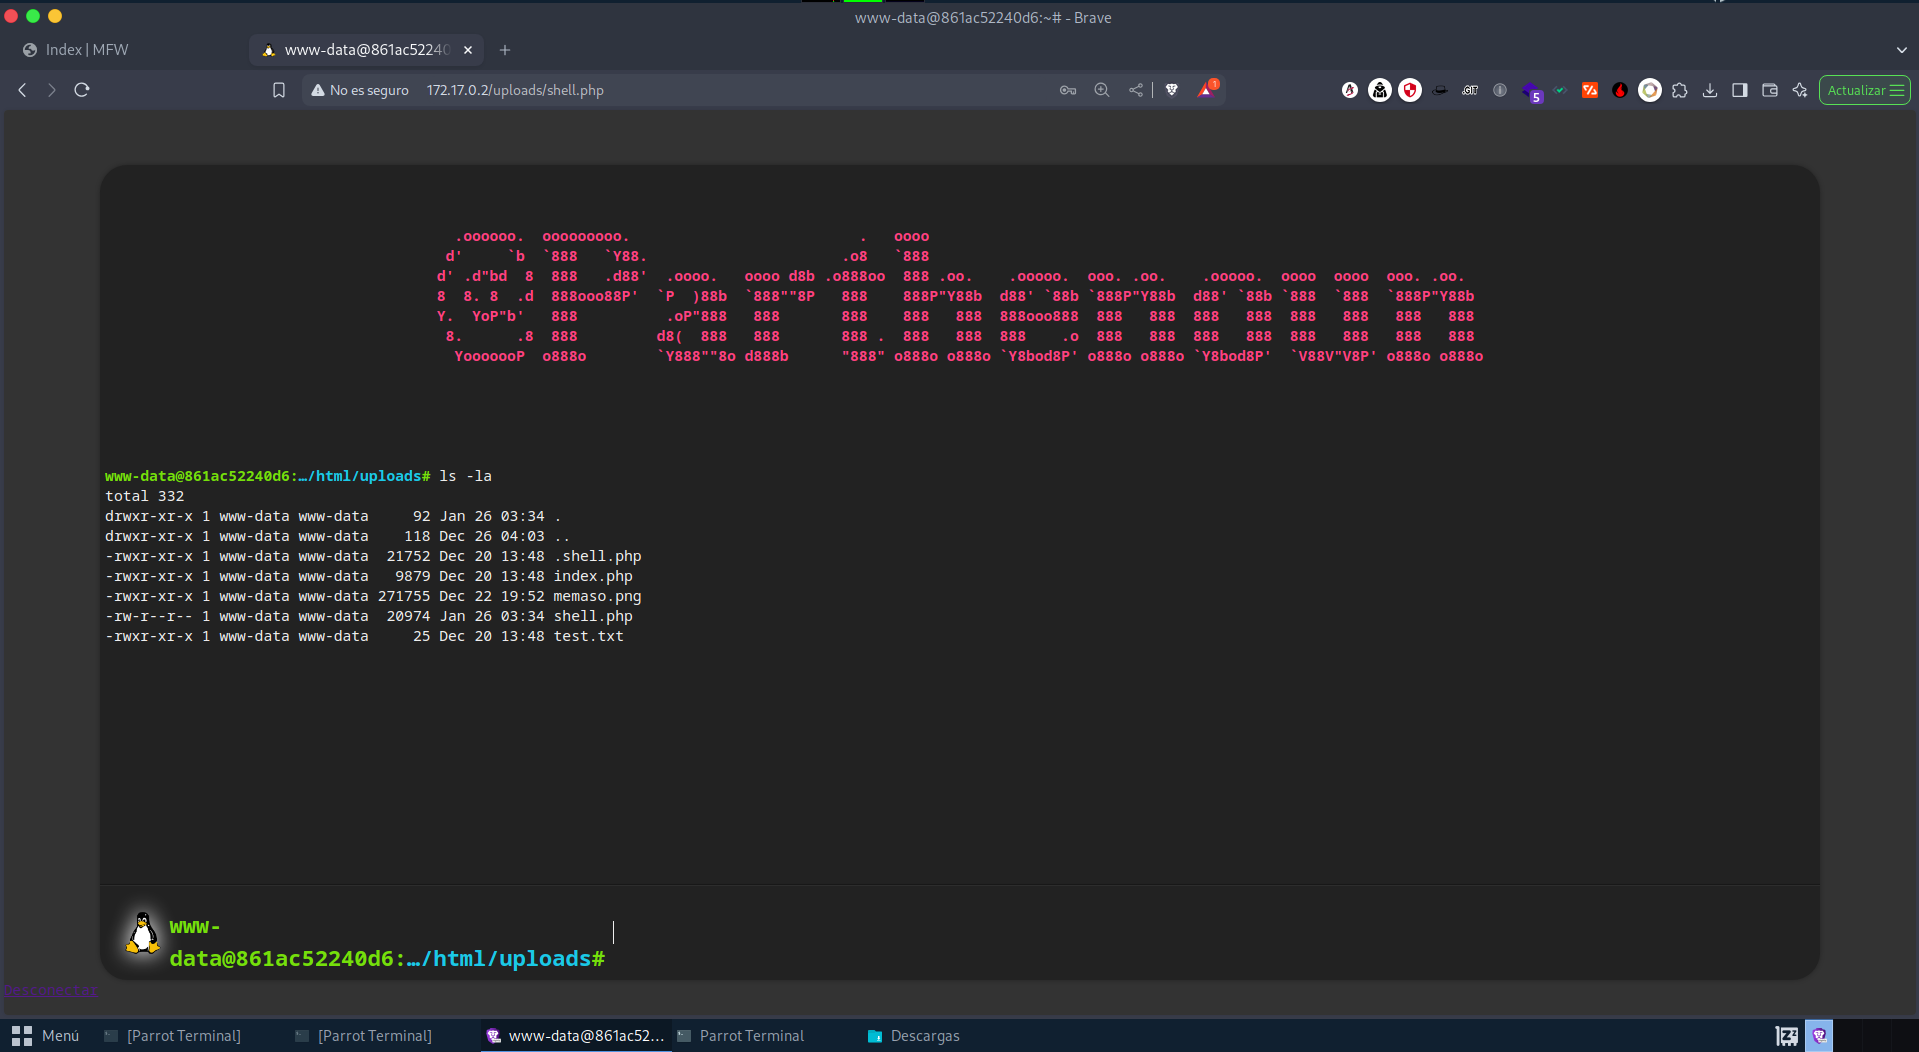 www-data@861ac52240d6:~# - Brave
Index | MFW
www-data@861ac52240
No es seguro 172.17.0.2/uploads/shell.php
1
GIT
5
Actualizar
.oooooo.  ooooooooo.                           .   oooo
 d'     `b  `888   `Y88.                      .o8   `888
d' .d"bd  8  888   .d88'  .oooo.   oooo d8b .o888oo  888 .oo.    .ooooo.  ooo. .oo.    .ooooo.  oooo  oooo  ooo. .oo.
8  8. 8  .d  888ooo88P'  `P  )88b  `888""8P   888    888P"Y88b  d88' `88b `888P"Y88b  d88' `88b `888  `888  `888P"Y88b
Y.  YoP"b'   888          .oP"888   888       888    888   888  888ooo888  888   888  888   888  888   888   888   888
 8.      .8  888         d8(  888   888       888 .  888   888  888    .o  888   888  888   888  888   888   888   888
  YooooooP  o888o        `Y888""8o d888b      "888" o888o o888o `Y8bod8P' o888o o888o `Y8bod8P'  `V88V"V8P' o888o o888o
www-data@861ac52240d6:…/html/uploads# ls -la
total 332
drwxr-xr-x 1 www-data www-data     92 Jan 26 03:34 .
drwxr-xr-x 1 www-data www-data    118 Dec 26 04:03 ..
-rwxr-xr-x 1 www-data www-data  21752 Dec 20 13:48 .shell.php
-rwxr-xr-x 1 www-data www-data   9879 Dec 20 13:48 index.php
-rwxr-xr-x 1 www-data www-data 271755 Dec 22 19:52 memaso.png
-rw-r--r-- 1 www-data www-data  20974 Jan 26 03:34 shell.php
-rwxr-xr-x 1 www-data www-data     25 Dec 20 13:48 test.txt
www-
data@861ac52240d6:…/html/uploads#
Menú
[Parrot Terminal]
[Parrot Terminal]
www-data@861ac52...
Parrot Terminal
Descargas